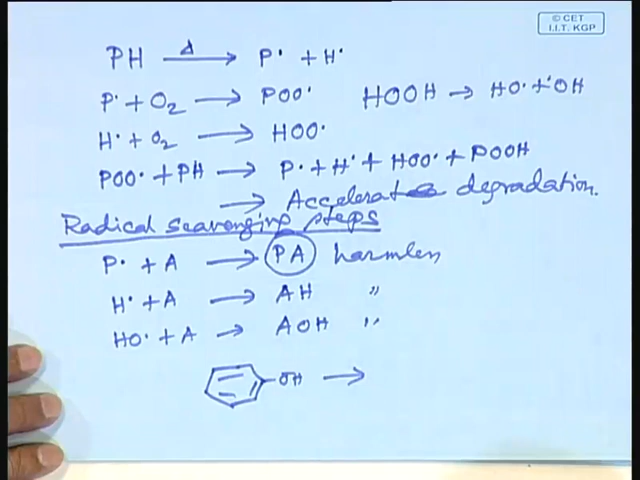 © CET
I.I.T. KGP
PH —Δ→ P· + H·
P· + O₂ → POO· HOOH → HO· + ·OH
H· + O₂ → HOO·
POO· + PH → P· + H· + HOO· + POOH
→ Accelerate degradation.
Radical scavenging steps
P· + A → PA harmless
H· + A → AH "
HO· + A → AOH "
OH →